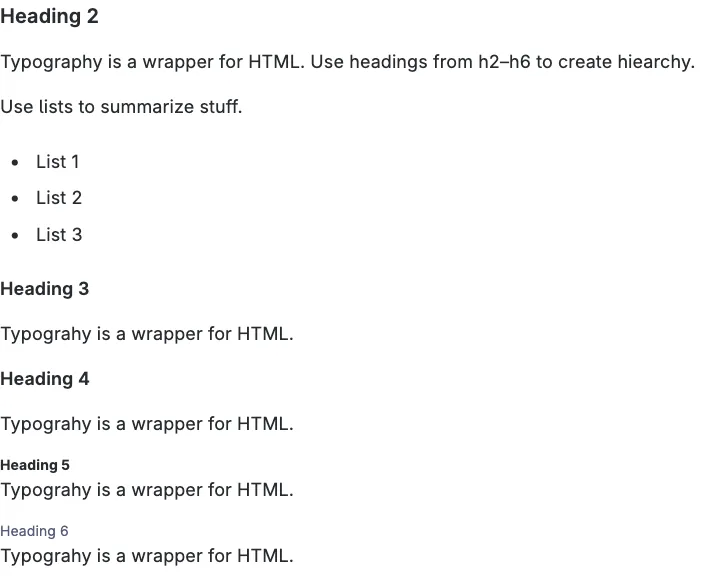 Heading 2
Typography is a wrapper for HTML. Use headings from h2–h6 to create hiearchy.
Use lists to summarize stuff.
• List 1
• List 2
• List 3
Heading 3
Typograhy is a wrapper for HTML.
Heading 4
Typograhy is a wrapper for HTML.
Heading 5
Typograhy is a wrapper for HTML.
Heading 6
Typograhy is a wrapper for HTML.